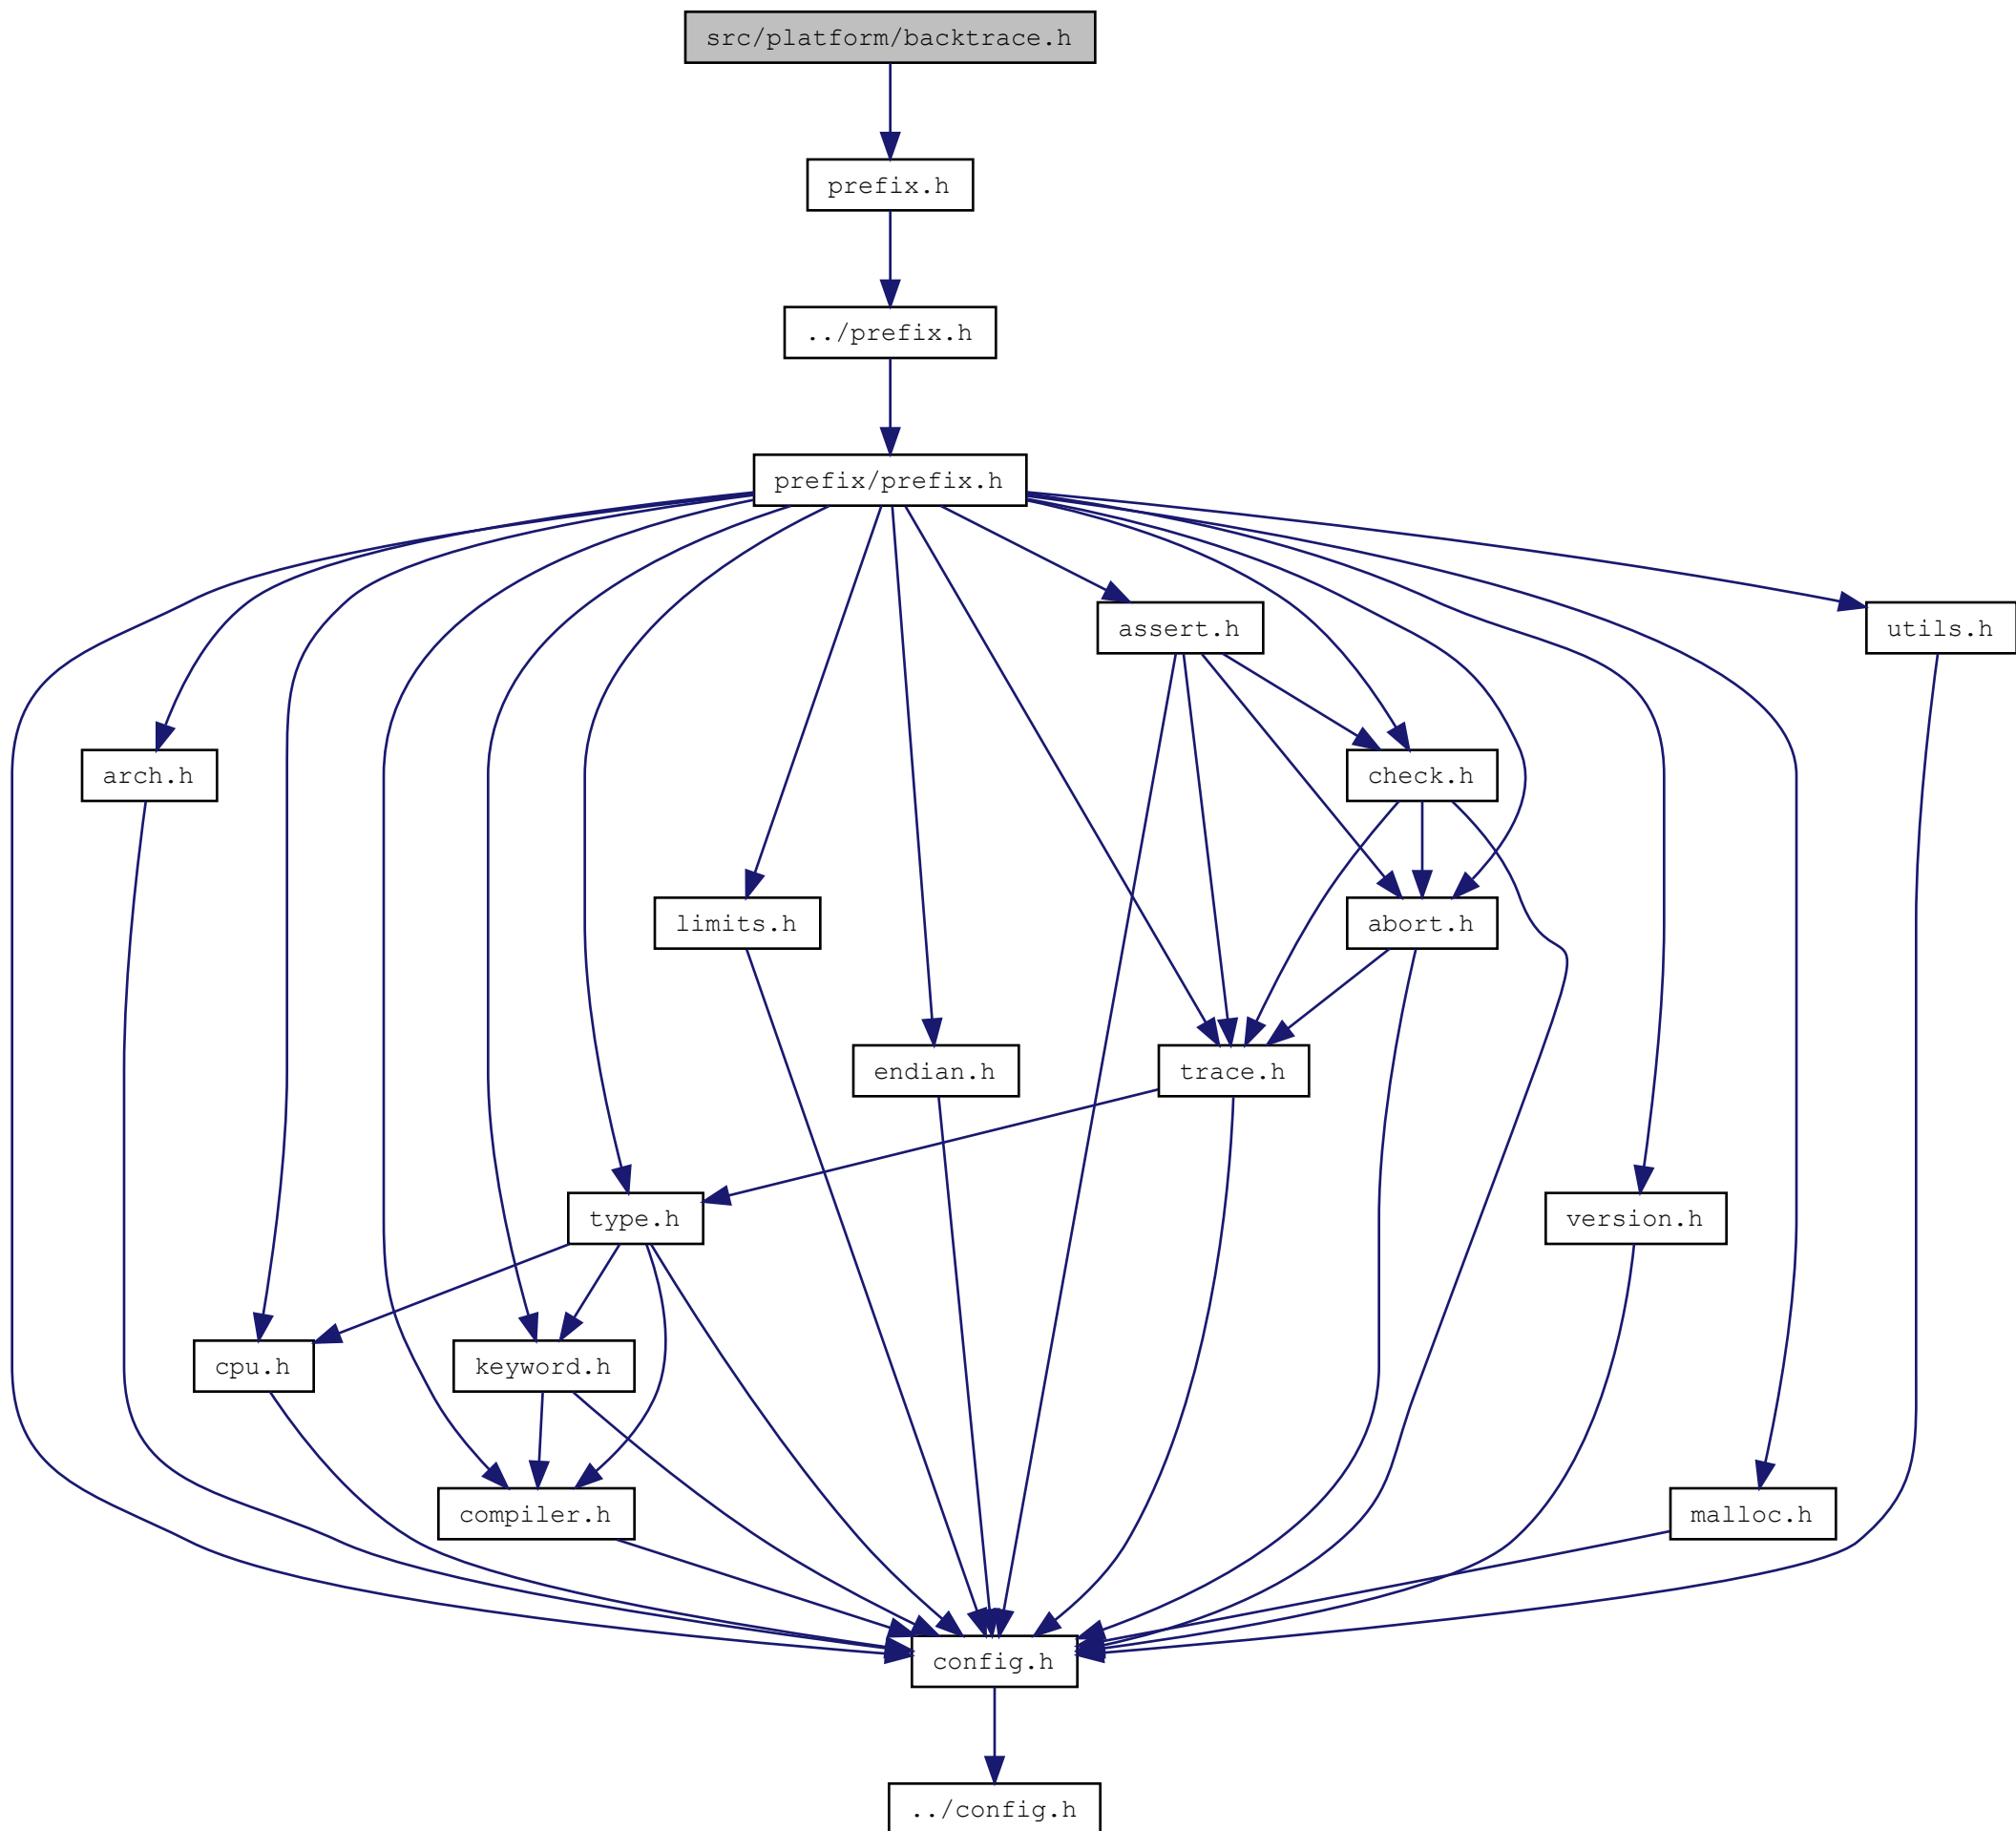 src/platform/backtrace.h
prefix.h
../prefix.h
prefix/prefix.h
assert.h
utils.h
arch.h
check.h
limits.h
abort.h
endian.h
trace.h
type.h
version.h
cpu.h
keyword.h
compiler.h
malloc.h
config.h
../config.h